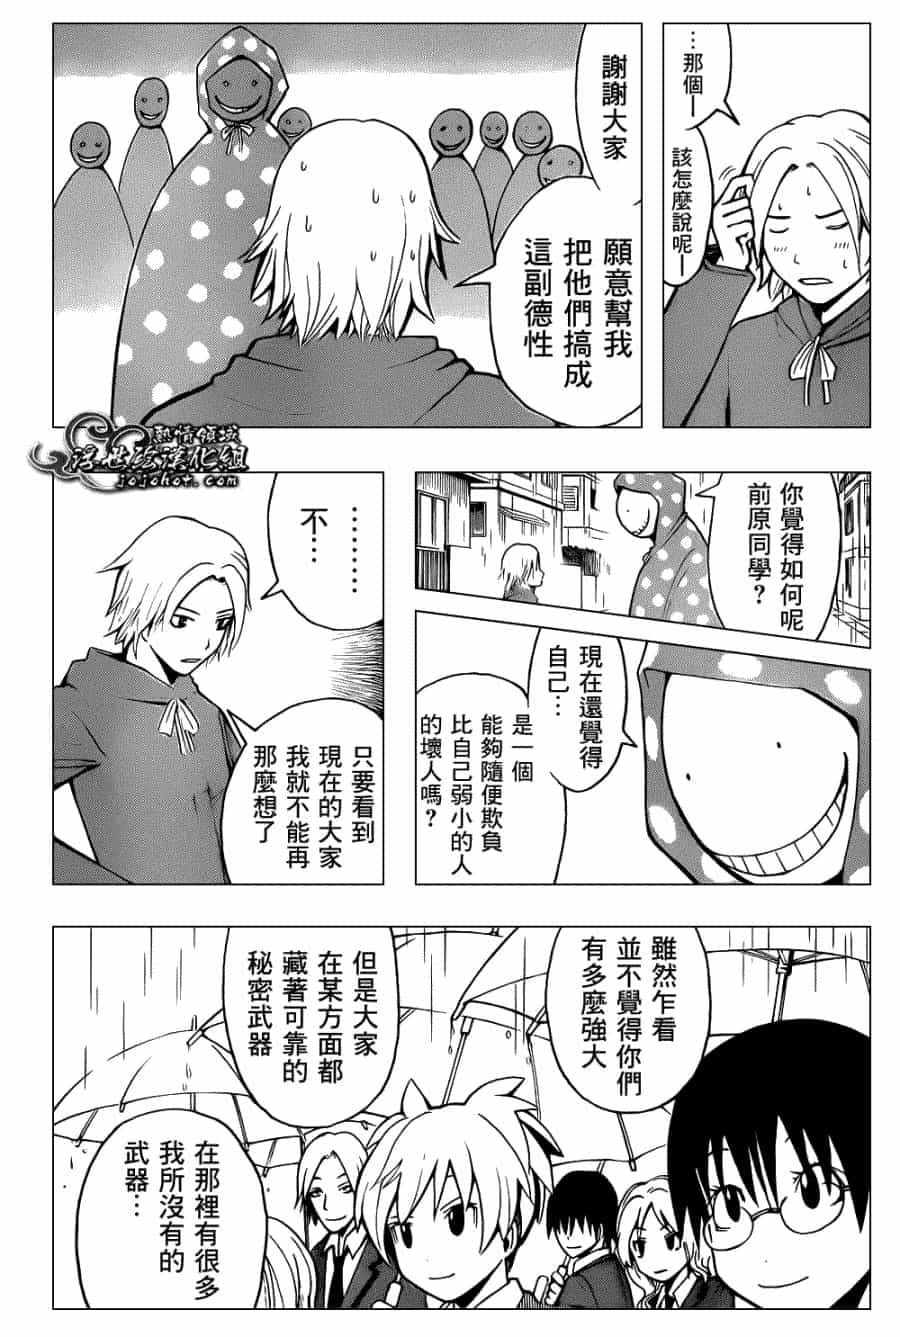 …那個ー
該怎麼說呢ー
謝謝大家
願意幫我
把他們搞成
這副德性
熱情領域
浮世繪漢化組
jojohot.com
你覺得如何呢
前原同學?
現在還覺得
自己…
是一個
能夠隨便欺負
比自己弱小的人
的壞人嗎?
………
不…
只要看到
現在的大家
我就不能再
那麼想了
雖然乍看
並不覺得你們
有多麼強大
但是大家
在某方面都
藏著可靠的
秘密武器
在那裡有很多
我所沒有的
武器…